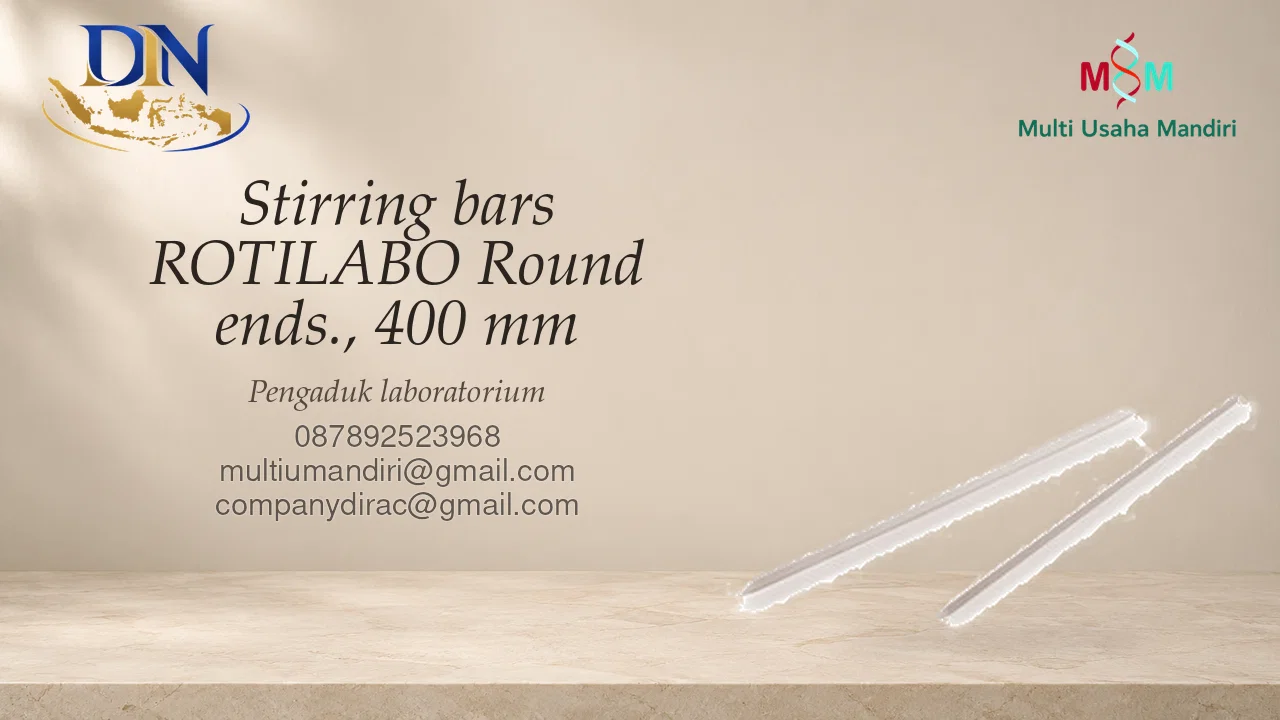 DIN
M M
Multi Usaha Mandiri
Stirring bars
ROTILABO Round
ends., 400 mm
Pengaduk laboratorium
087892523968
multiumandiri@gmail.com
companydirac@gmail.com